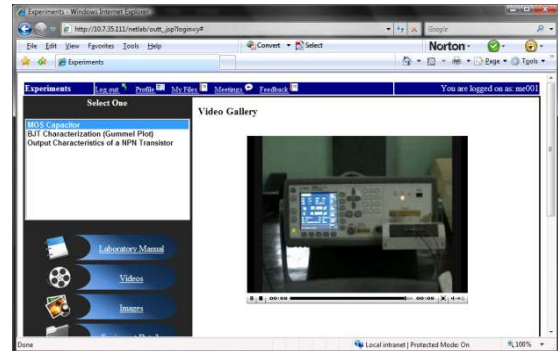 Experiments - Windows Internet Explorer
http://10.7.35.111/netlab/outt_jsp?loginxy#
Google
File Edit View Favorites Tools Help
Convert Select
Norton
Experiments
Page Tools
Experiments Log out Profile My Files Meetings Feedback You are logged on as: me001
Select One
Video Gallery
MOS Capacitor
BJT Characterization (Gummel Plot)
Output Characteristics of a NPN Transistor
Laboratory Manual
Videos
Images
00:00
00:00
Done
Local intranet | Protected Mode: On
100%